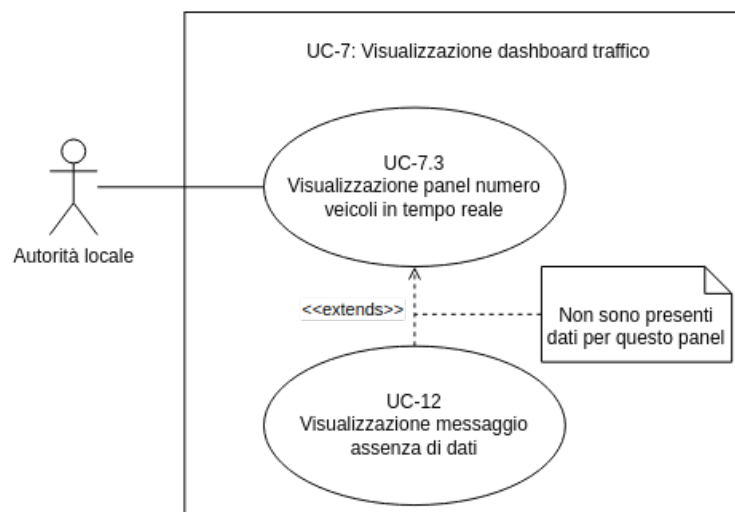 UC-7: Visualizzazione dashboard traffico
UC-7.3
Visualizzazione panel numero
veicoli in tempo reale
Autorità locale
<<extends>>
Non sono presenti
dati per questo panel
UC-12
Visualizzazione messaggio
assenza di dati